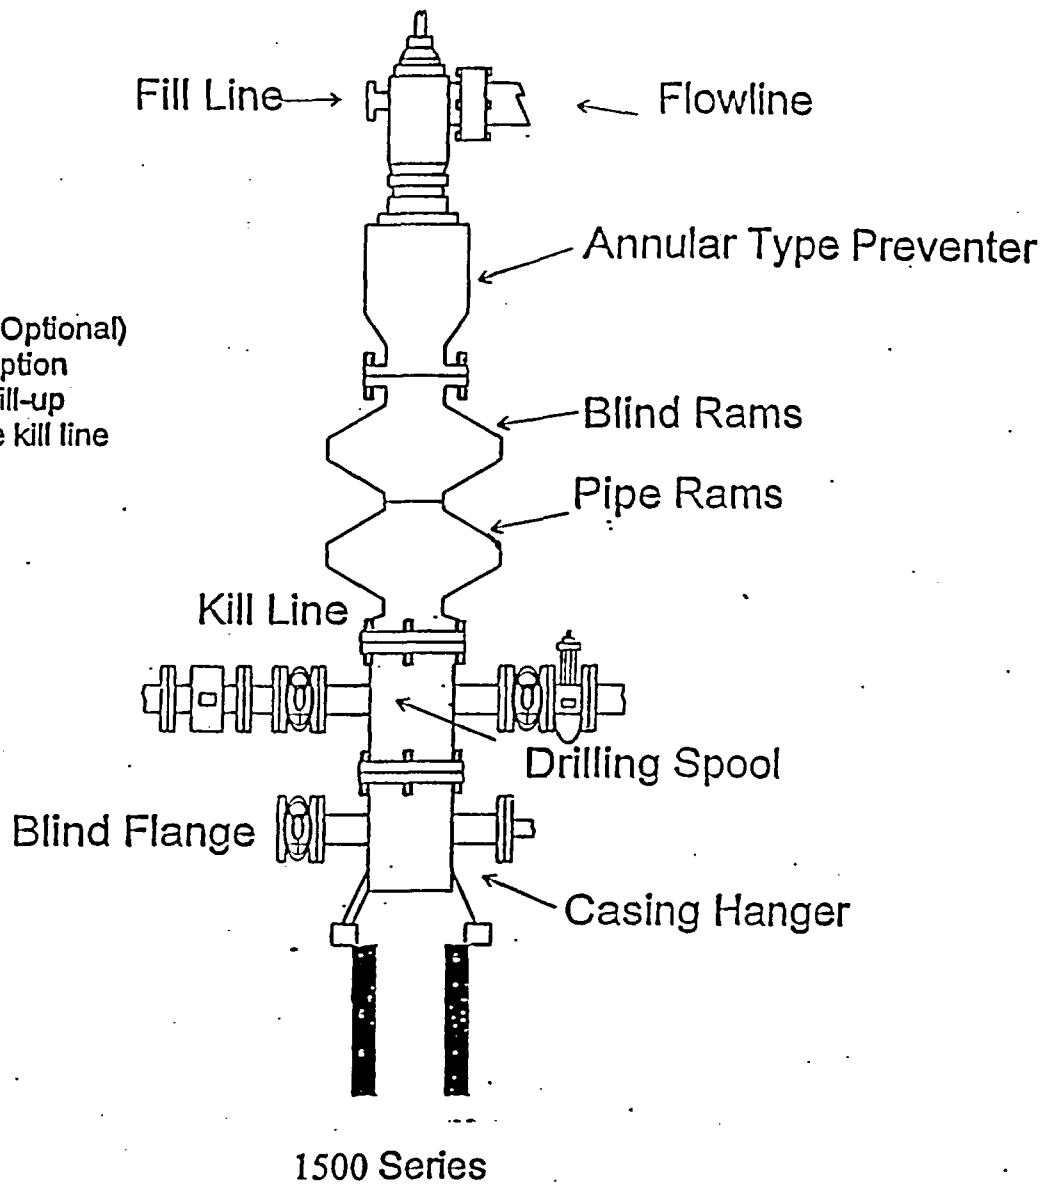 Fill Line
Flowline
Annular Type Preventer
Optional)
ption
ill-up
kill line
Blind Rams
Pipe Rams
Kill Line
Drilling Spool
Blind Flange
Casing Hanger
1500 Series